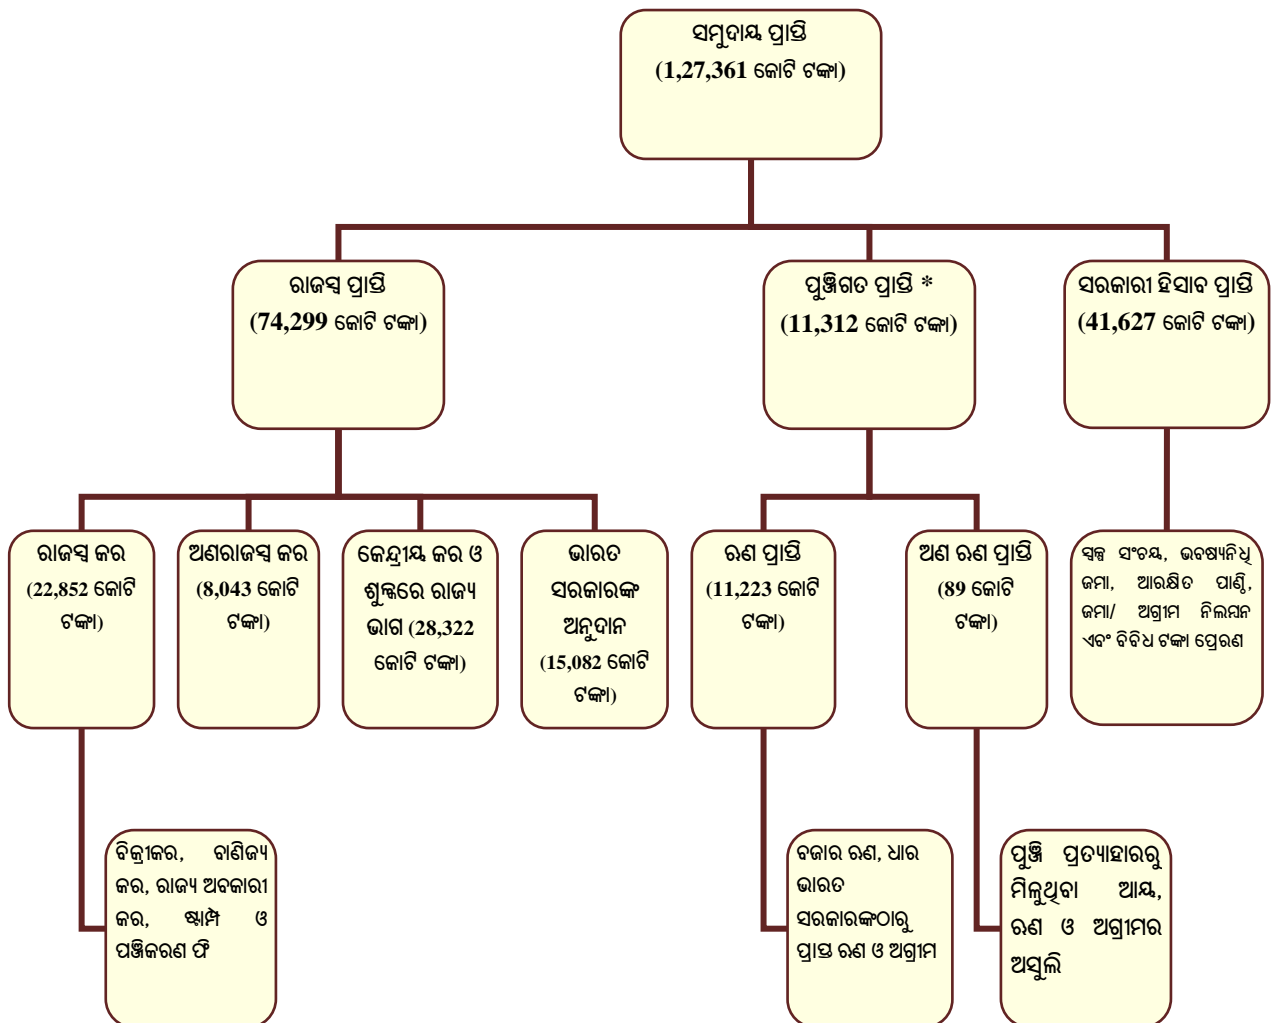 ସମୁଦାୟ ପ୍ରାପ୍ତି
(1,27,361 କୋଟି ଟଙ୍କା)
ରାଜସ୍ୱ ପ୍ରାପ୍ତି
(74,299 କୋଟି ଟଙ୍କା)
ପୁଞ୍ଜିଗତ ପ୍ରାପ୍ତି *
(11,312 କୋଟି ଟଙ୍କା)
ସରକାରୀ ହିସାବ ପ୍ରାପ୍ତି
(41,627 କୋଟି ଟଙ୍କା)
ରାଜସ୍ୱ କର
(22,852 କୋଟି
ଟଙ୍କା)
ଅଣରାଜସ୍ୱ କର
(8,043 କୋଟି
ଟଙ୍କା)
କେନ୍ଦ୍ରୀୟ କର ଓ
ଶୁଳ୍କରେ ରାଜ୍ୟ
ଭାଗ (28,322
କୋଟି ଟଙ୍କା)
ଭାରତ
ସରକାରଙ୍କ
ଅନୁଦାନ
(15,082 କୋଟି
ଟଙ୍କା)
ଋଣ ପ୍ରାପ୍ତି
(11,223 କୋଟି
ଟଙ୍କା)
ଅଣ ଋଣ ପ୍ରାପ୍ତି
(89 କୋଟି
ଟଙ୍କା)
ସ୍ୱଳ୍ପ ସଂଚୟ, ଭବଷ୍ୟନିଧି
ଜମା, ଆରକ୍ଷିତ ପାଣ୍ଠି,
ଜମା/ ଅଗ୍ରୀମ ନିଲମ୍ବନ
ଏବଂ ବିବିଧ ଟଙ୍କା ପ୍ରେରଣ
ବିକ୍ରୀକର, ବାଣିଜ୍ୟ
କର, ରାଜ୍ୟ ଅବକାରୀ
କର, ଷ୍ଟାମ୍ପ ଓ
ପଞ୍ଜିକରଣ ଫି
ବଜାର ଋଣ, ଧାର
ଭାରତ
ସରକାରଙ୍କଠାରୁ
ପ୍ରାପ୍ତ ଋଣ ଓ ଅଗ୍ରୀମ
ପୁଞ୍ଜି ପ୍ରତ୍ୟାହାରରୁ
ମିଳୁଥିବା ଆୟ,
ଋଣ ଓ ଅଗ୍ରୀମର
ଅସୁଲି